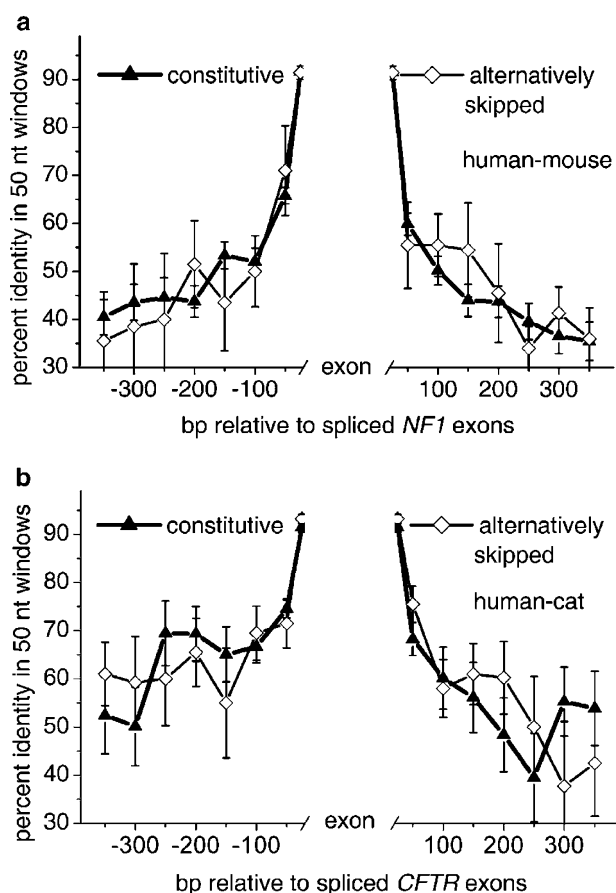 a
90
80
70
60
50
40
30
percent identity in 50 nt windows
constitutive
alternatively
skipped
human-mouse
-300 -200 -100 exon 100 200 300
bp relative to spliced NF1 exons
b
90
80
70
60
50
40
30
percent identity in 50 nt windows
constitutive
alternatively
skipped
human-cat
-300 -200 -100 exon 100 200 300
bp relative to spliced CFTR exons